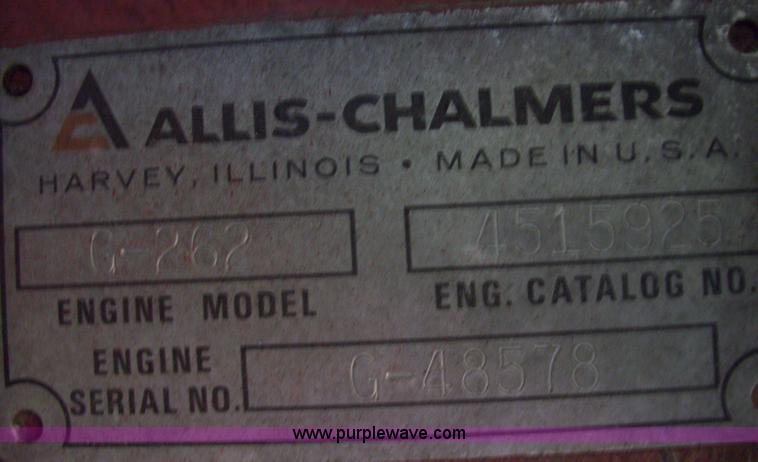 ALLIS-CHALMERS
HARVEY, ILLINOIS • MADE IN U.S.A.
G-262 4515925
ENGINE MODEL ENG. CATALOG NO.
ENGINE
SERIAL NO. G-48578
www.purplewave.com